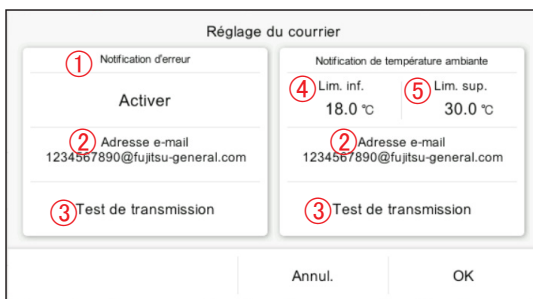 Réglage du courrier
① Notification d'erreur
Activer
② Adresse e-mail
1234567890@fujitsu-general.com
③ Test de transmission
Notification de température ambiante
④ Lim. inf.
18.0 °C
⑤ Lim. sup.
30.0 °C
② Adresse e-mail
1234567890@fujitsu-general.com
③ Test de transmission
Annul.
OK